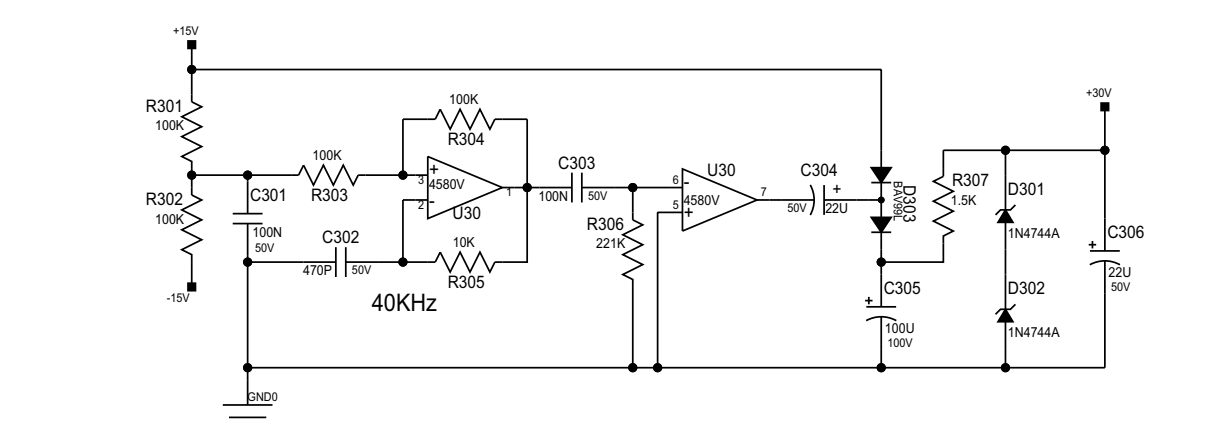 +15V
R301
100K
R302
100K
-15V
C301
100N
50V
100K
R303
100K
R304
+
3
4580V
1
-
2
U30
C302
470P
50V
10K
R305
40KHz
C303
100N
50V
R306
221K
U30
6
-
4580V
7
5
+
C304
+
50V
22U
D303
BAV99L
R307
1.5K
+
C305
100U
100V
D301
1N4744A
D302
1N4744A
+30V
C306
+
22U
50V
GND0